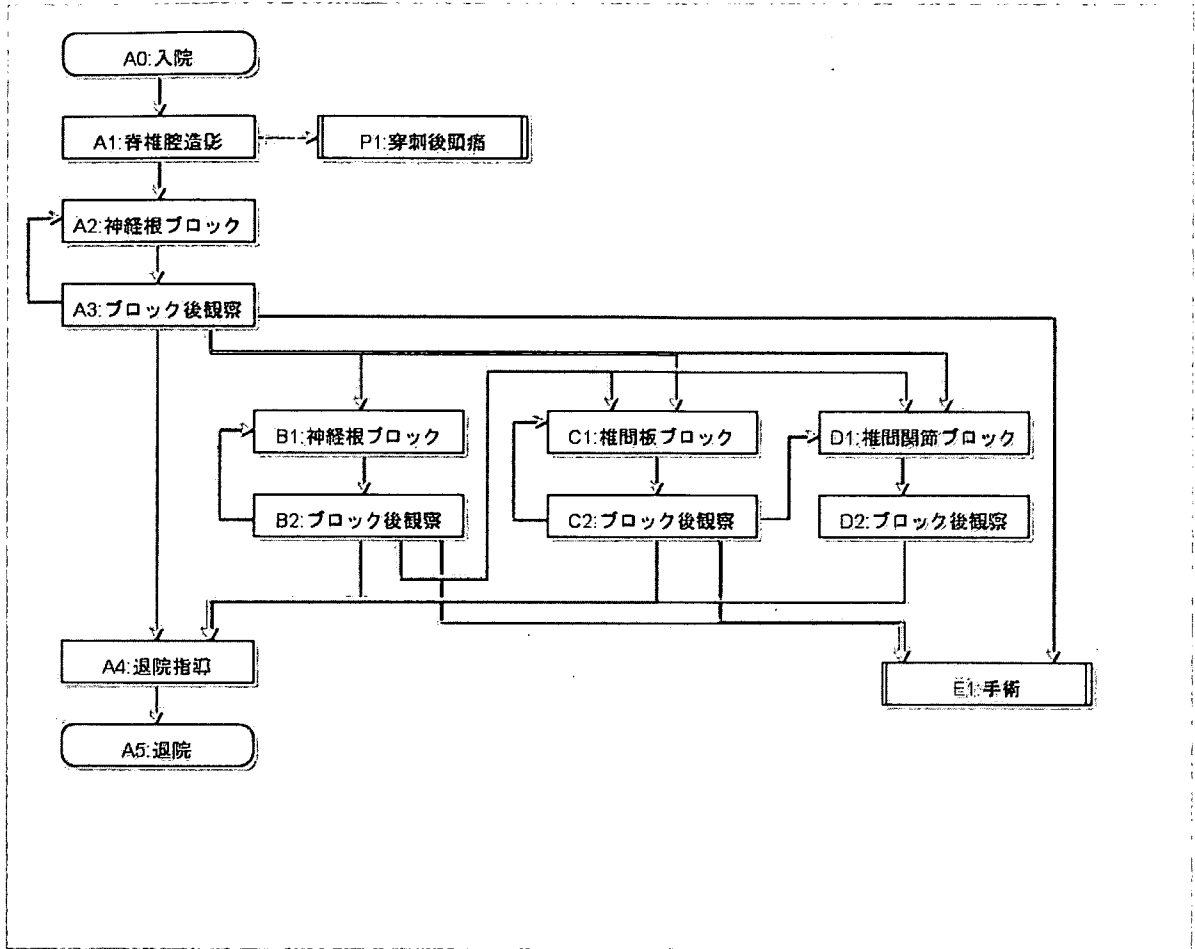 A0:入院
A1:脊椎腔造影
P1:穿刺後頭痛
A2:神経根ブロック
A3:ブロック後観察
B1:神経根ブロック
C1:椎間板ブロック
D1:椎間関節ブロック
B2:ブロック後観察
C2:ブロック後観察
D2:ブロック後観察
A4:退院指導
E1:手術
A5:退院